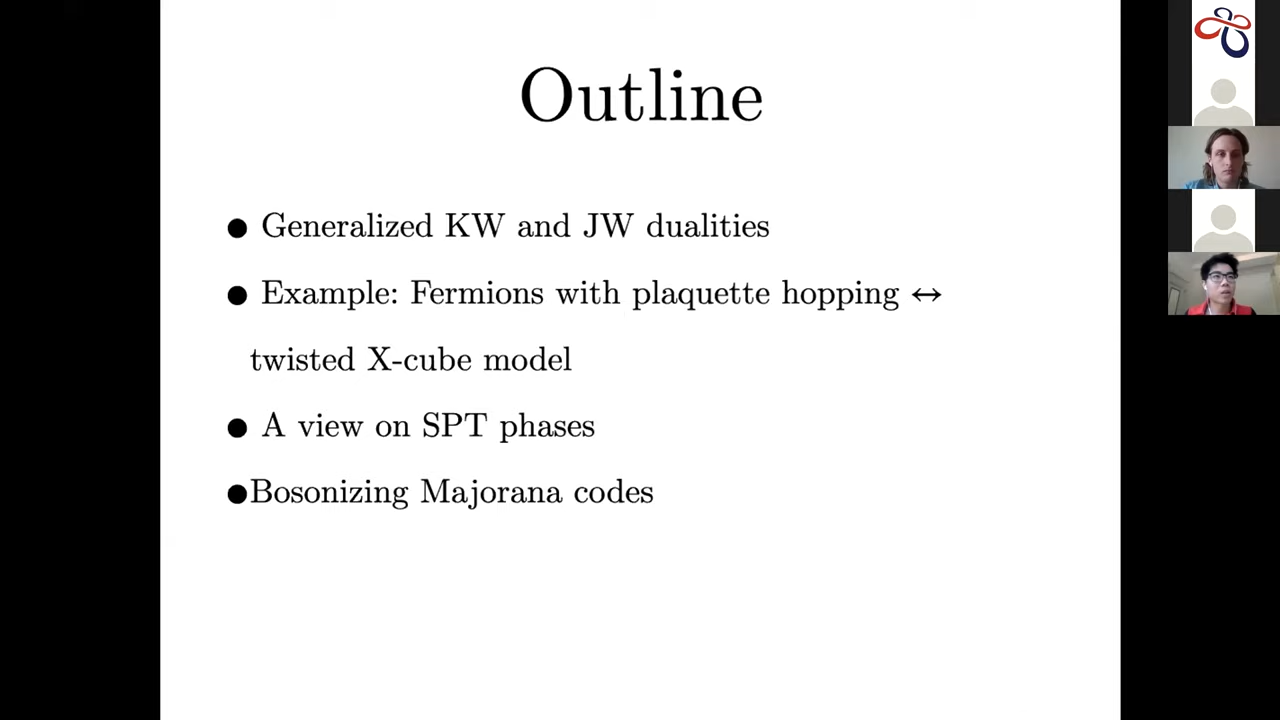 Outline
● Generalized KW and JW dualities
● Example: Fermions with plaquette hopping ↔
twisted X-cube model
● A view on SPT phases
●Bosonizing Majorana codes